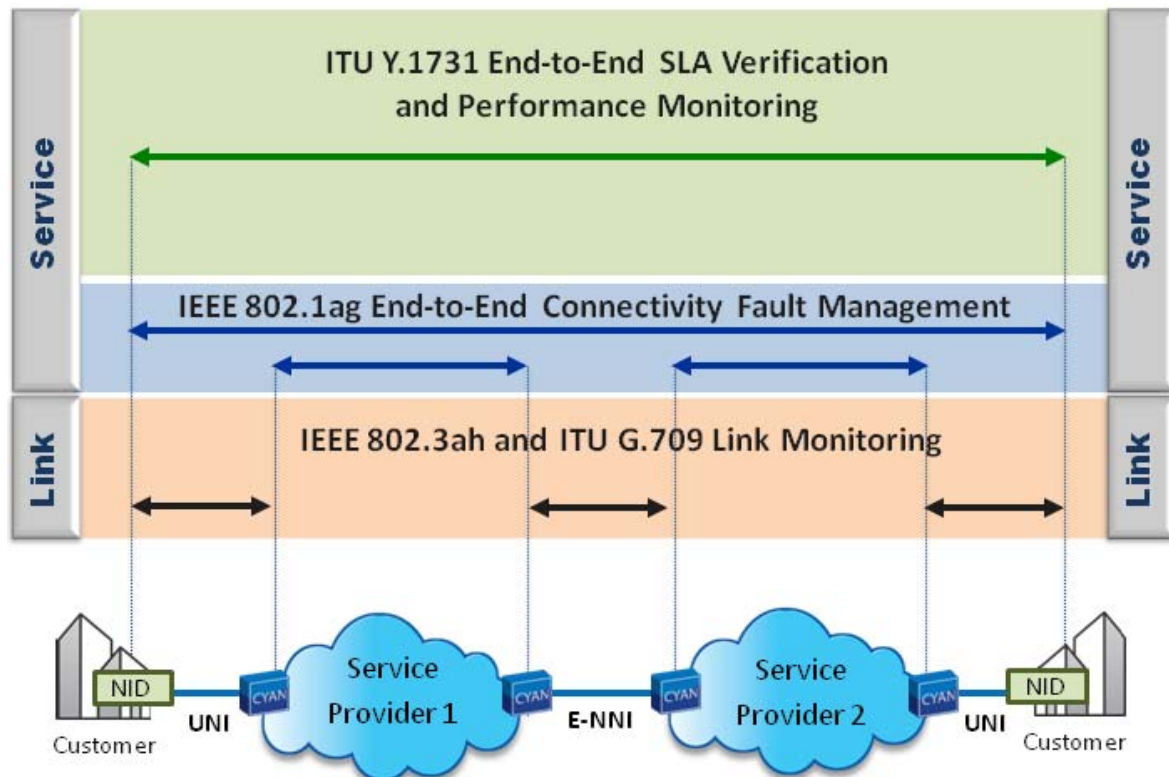 ITU Y.1731 End-to-End SLA Verification
and Performance Monitoring
Service
Service
IEEE 802.1ag End-to-End Connectivity Fault Management
IEEE 802.3ah and ITU G.709 Link Monitoring
Link
Link
NID
Customer
UNI
CYAN
Service
Provider 1
CYAN
E-NNI
CYAN
Service
Provider 2
CYAN
UNI
NID
Customer